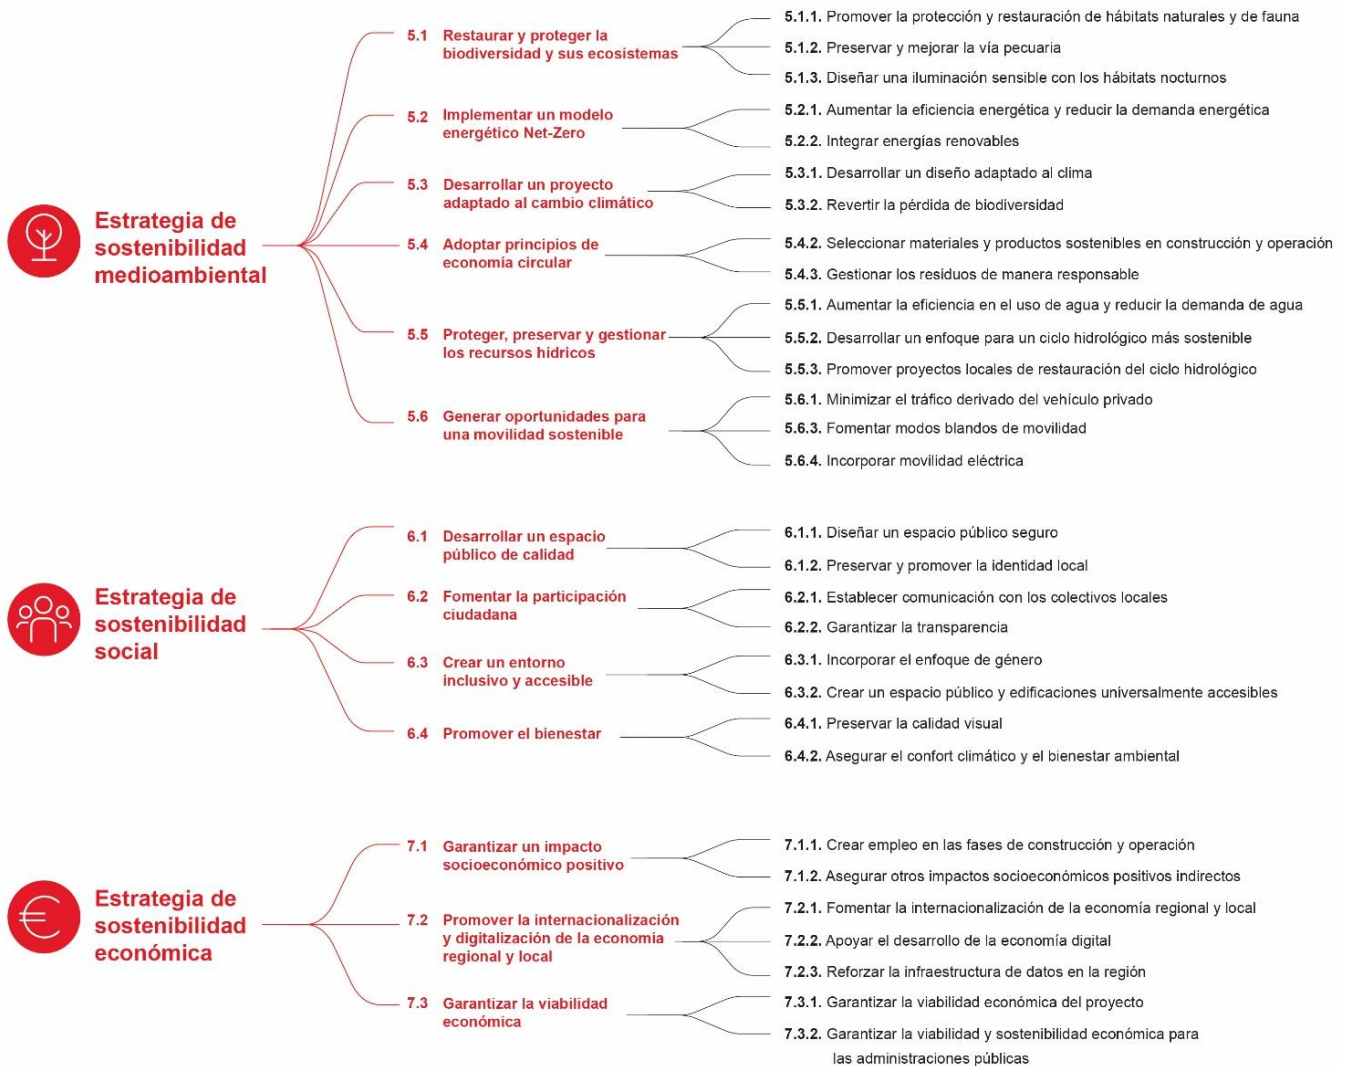 Estrategia de
sostenibilidad
medioambiental
5.1 Restaurar y proteger la
biodiversidad y sus ecosistemas
5.1.1. Promover la protección y restauración de hábitats naturales y de fauna
5.1.2. Preservar y mejorar la vía pecuaria
5.1.3. Diseñar una iluminación sensible con los hábitats nocturnos
5.2 Implementar un modelo
energético Net-Zero
5.2.1. Aumentar la eficiencia energética y reducir la demanda energética
5.2.2. Integrar energías renovables
5.3 Desarrollar un proyecto
adaptado al cambio climático
5.3.1. Desarrollar un diseño adaptado al clima
5.3.2. Revertir la pérdida de biodiversidad
5.4 Adoptar principios de
economía circular
5.4.2. Seleccionar materiales y productos sostenibles en construcción y operación
5.4.3. Gestionar los residuos de manera responsable
5.5 Proteger, preservar y gestionar
los recursos hídricos
5.5.1. Aumentar la eficiencia en el uso de agua y reducir la demanda de agua
5.5.2. Desarrollar un enfoque para un ciclo hidrológico más sostenible
5.5.3. Promover proyectos locales de restauración del ciclo hidrológico
5.6 Generar oportunidades para
una movilidad sostenible
5.6.1. Minimizar el tráfico derivado del vehículo privado
5.6.3. Fomentar modos blandos de movilidad
5.6.4. Incorporar movilidad eléctrica
Estrategia de
sostenibilidad
social
6.1 Desarrollar un espacio
público de calidad
6.1.1. Diseñar un espacio público seguro
6.1.2. Preservar y promover la identidad local
6.2 Fomentar la participación
ciudadana
6.2.1. Establecer comunicación con los colectivos locales
6.2.2. Garantizar la transparencia
6.3 Crear un entorno
inclusivo y accesible
6.3.1. Incorporar el enfoque de género
6.3.2. Crear un espacio público y edificaciones universalmente accesibles
6.4 Promover el bienestar
6.4.1. Preservar la calidad visual
6.4.2. Asegurar el confort climático y el bienestar ambiental
€
Estrategia de
sostenibilidad
económica
7.1 Garantizar un impacto
socioeconómico positivo
7.1.1. Crear empleo en las fases de construcción y operación
7.1.2. Asegurar otros impactos socioeconómicos positivos indirectos
7.2 Promover la internacionalización
y digitalización de la economía
regional y local
7.2.1. Fomentar la internacionalización de la economía regional y local
7.2.2. Apoyar el desarrollo de la economía digital
7.2.3. Reforzar la infraestructura de datos en la región
7.3 Garantizar la viabilidad
económica
7.3.1. Garantizar la viabilidad económica del proyecto
7.3.2. Garantizar la viabilidad y sostenibilidad económica para
las administraciones públicas